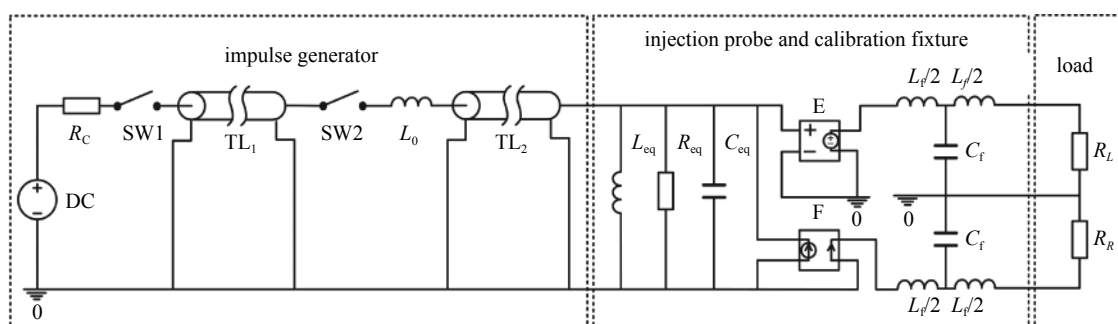 impulse generator
injection probe and calibration fixture
load
L_f/2 L_f/2
E
R_C SW1 TL_1 SW2 L_0 TL_2
L_eq R_eq C_eq
+
−
+
−
C_f
R_L
DC
+
−
0 0
F
C_f
R_R
0
L_f/2 L_f/2